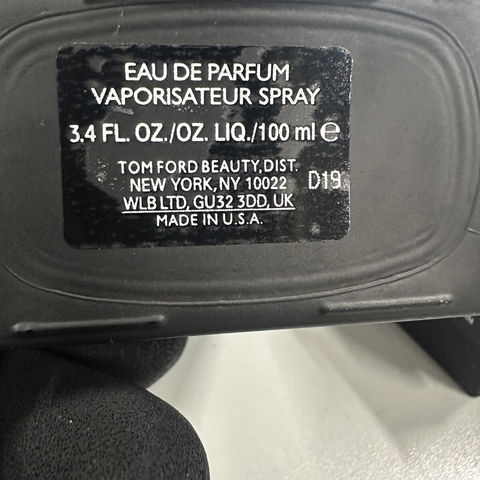 EAU DE PARFUM
VAPORISATEUR SPRAY
3.4 FL. OZ./OZ. LIQ./100 ml ℮
TOM FORD BEAUTY, DIST.
NEW YORK, NY 10022
D19
WLB LTD, GU32 3DD, UK
MADE IN U.S.A.